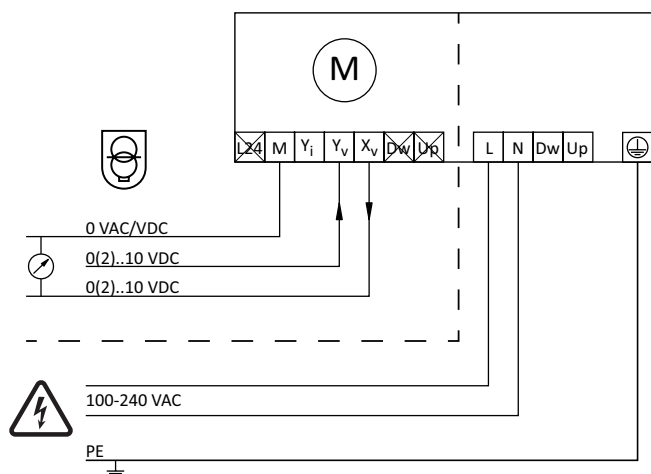 M
L24 M Yi Yv Xv Dw Up L N Dw Up
0 VAC/VDC
0(2)..10 VDC
0(2)..10 VDC
100-240 VAC
PE